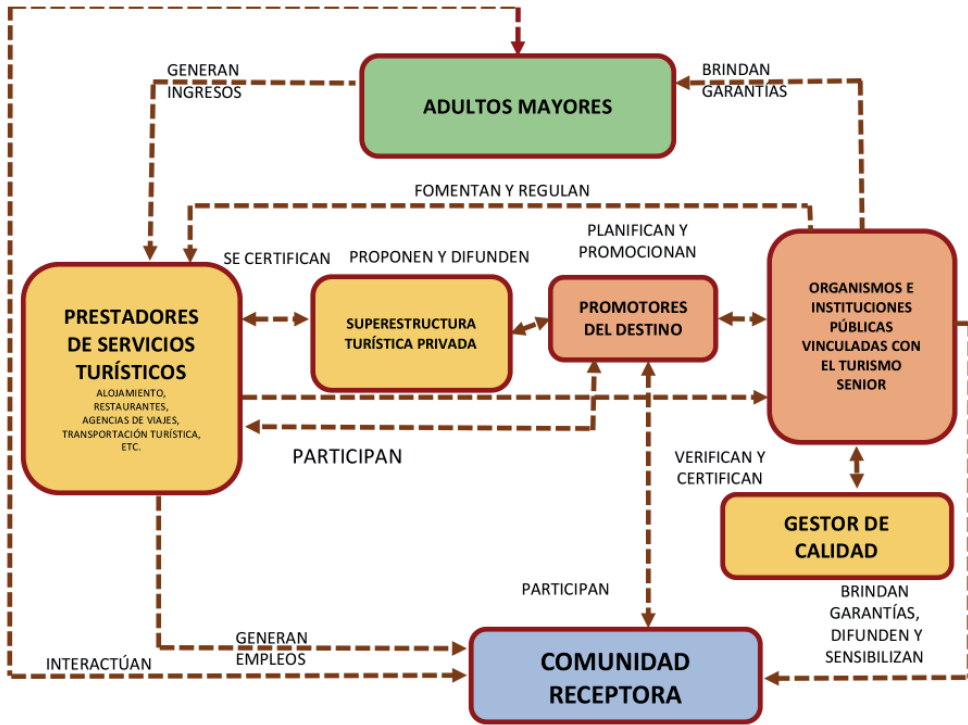 GENERAN
INGRESOS
BRINDAN
GARANTÍAS
ADULTOS MAYORES
FOMENTAN Y REGULAN
SE CERTIFICAN
PROPONEN Y DIFUNDEN
PLANIFICAN Y
PROMOCIONAN
PRESTADORES
DE SERVICIOS
TURÍSTICOS
ALOJAMIENTO,
RESTAURANTES,
AGENCIAS DE VIAJES,
TRANSPORTACIÓN TURÍSTICA,
ETC.
SUPERESTRUCTURA
TURÍSTICA PRIVADA
PROMOTORES
DEL DESTINO
ORGANISMOS E
INSTITUCIONES
PÚBLICAS
VINCULADAS CON
EL TURISMO
SENIOR
PARTICIPAN
VERIFICAN Y
CERTIFICAN
GESTOR DE
CALIDAD
PARTICIPAN
BRINDAN
GARANTÍAS,
DIFUNDEN Y
SENSIBILIZAN
GENERAN
EMPLEOS
INTERACTÚAN
COMUNIDAD
RECEPTORA